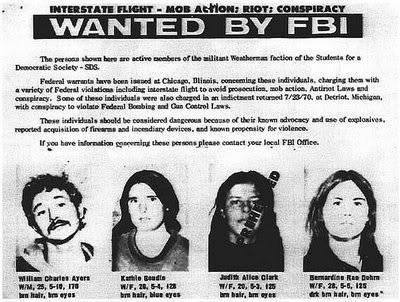 INTERSTATE FLIGHT - MOB ACTION; RIOT; CONSPIRACY
WANTED BY FBI
The persons shown here are active members of the militant Weatherman faction of the Students for a
Democratic Society - SDS.
Federal warrants have been issued at Chicago, Illinois, concerning these individuals, charging them with
a variety of Federal violations including interstate flight to avoid prosecution, mob action, Antiriot Laws and
conspiracy. Some of these individuals were also charged in an indictment returned 7/23/70, at Detroit, Michigan,
with conspiracy to violate Federal Bombing and Gun Control Laws.
These individuals should be considered dangerous because of their known advocacy and use of explosives,
reported acquisition of firearms and incendiary devices, and known propensity for violence.
If you have information concerning these persons please contact your local FBI Office.
William Charles Ayers
W/M, 25, 5-10, 170
brn hair, brn eyes
Kathie Boudin
W/F, 26, 5-4, 128
brn hair, blue eyes
Judith Alice Clark
W/F, 20, 5-3, 125
brn hair, brn eyes
Bernardine Rae Dohrn
W/F, 28, 5-5, 125
drk brn hair, brn eyes